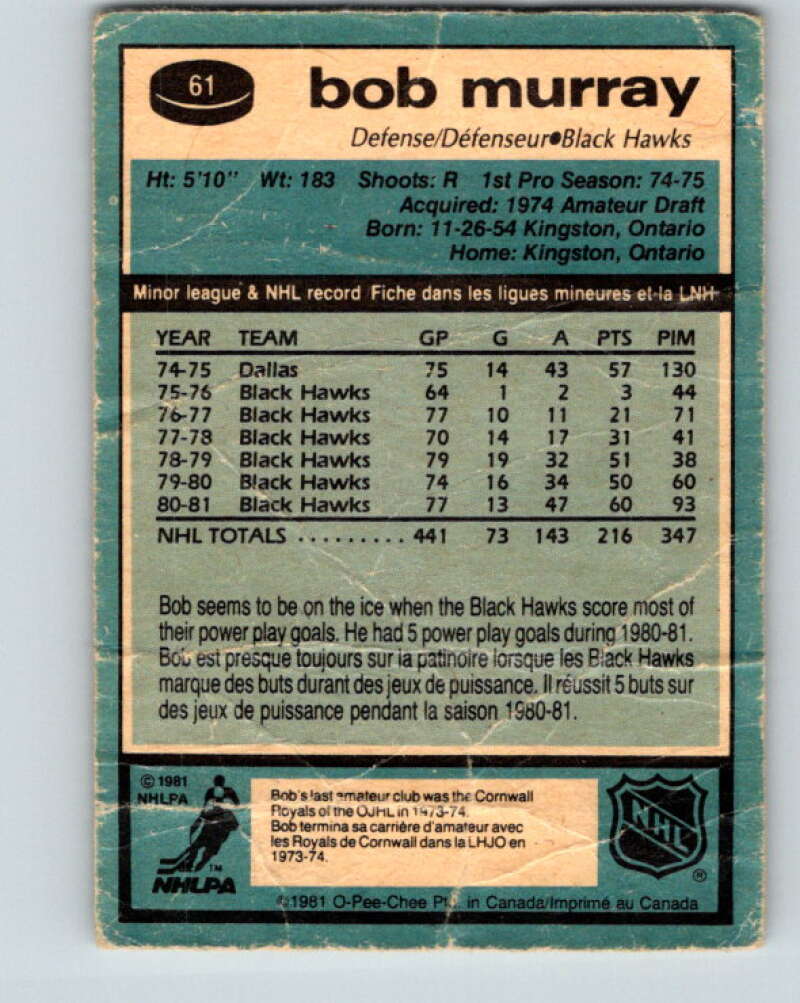 61
bob murray
Defense/Défenseur●Black Hawks
Ht: 5'10" Wt: 183 Shoots: R 1st Pro Season: 74-75
Acquired: 1974 Amateur Draft
Born: 11-26-54 Kingston, Ontario
Home: Kingston, Ontario
Minor league & NHL record Fiche dans les ligues mineures et la LNH
YEAR TEAM GP G A PTS PIM
74-75 Dallas 75 14 43 57 130
75-76 Black Hawks 64 1 2 3 44
76-77 Black Hawks 77 10 11 21 71
77-78 Black Hawks 70 14 17 31 41
78-79 Black Hawks 79 19 32 51 38
79-80 Black Hawks 74 16 34 50 60
80-81 Black Hawks 77 13 47 60 93
NHL TOTALS ......... 441 73 143 216 347
Bob seems to be on the ice when the Black Hawks score most of
their power play goals. He had 5 power play goals during 1980-81.
Bob est presque toujours sur la patinoire lorsque les Black Hawks
marque des buts durant des jeux de puissance. Il réussit 5 buts sur
des jeux de puissance pendant la saison 1980-81.
© 1981
NHLPA
TM
NHLPA
Bob's last amateur club was the Cornwall
Royals of the OJHL in 1973-74.
Bob termina sa carrière d'amateur avec
les Royals de Cornwall dans la LHJO en
1973-74.
NHL
®
©1981 O-Pee-Chee in Canada/Imprimé au Canada